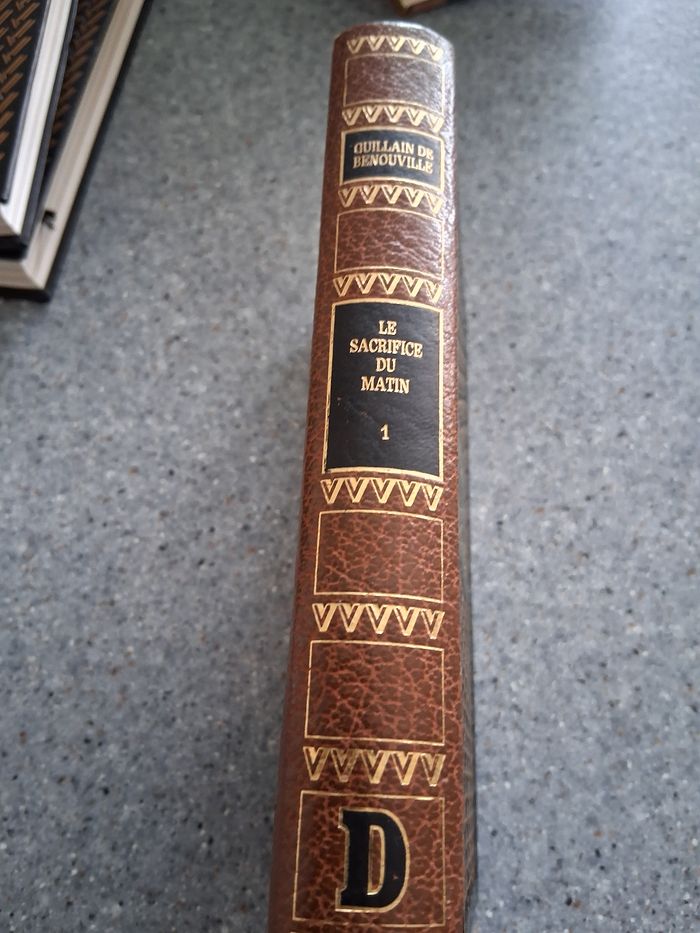 GUILLAIN DE
BENOUVILLE
LE
SACRIFICE
DU
MATIN
1
D